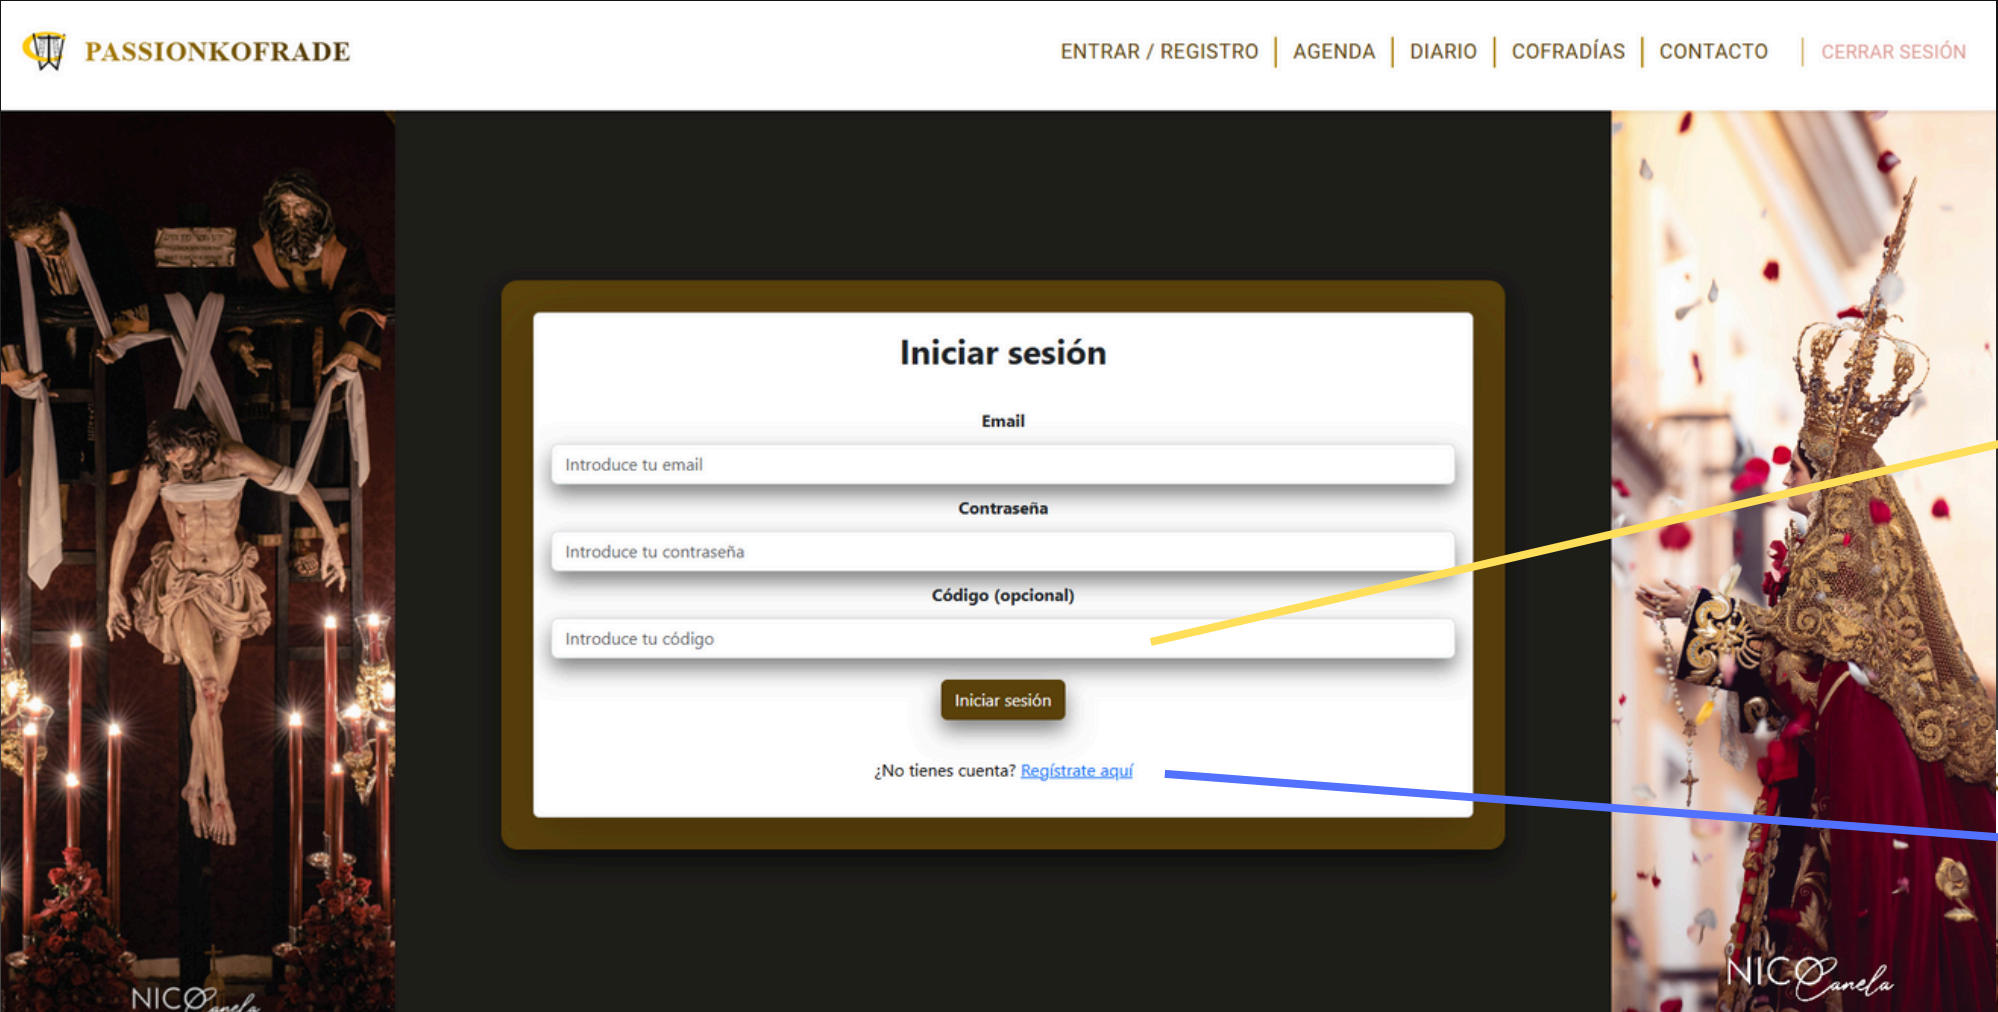 PASSIONKOFRADE
ENTRAR / REGISTRO
AGENDA
DIARIO
COFRADÍAS
CONTACTO
CERRAR SESIÓN
Iniciar sesión
Email
Introduce tu email
Contraseña
Introduce tu contraseña
Código (opcional)
Introduce tu código
Iniciar sesión
¿No tienes cuenta? Regístrate aquí
NICO Canela
NICO Canela